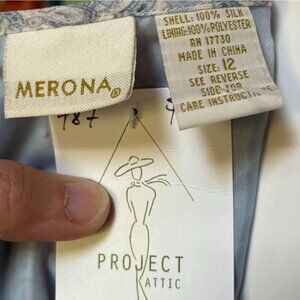 MERONA®
SHELL: 100% SILK
LINING: 100% POLYESTER
RN 17730
MADE IN CHINA
SIZE: 12
SEE REVERSE
SIDE FOR
CARE INSTRUCTIONS
787
PROJECT
ATTIC